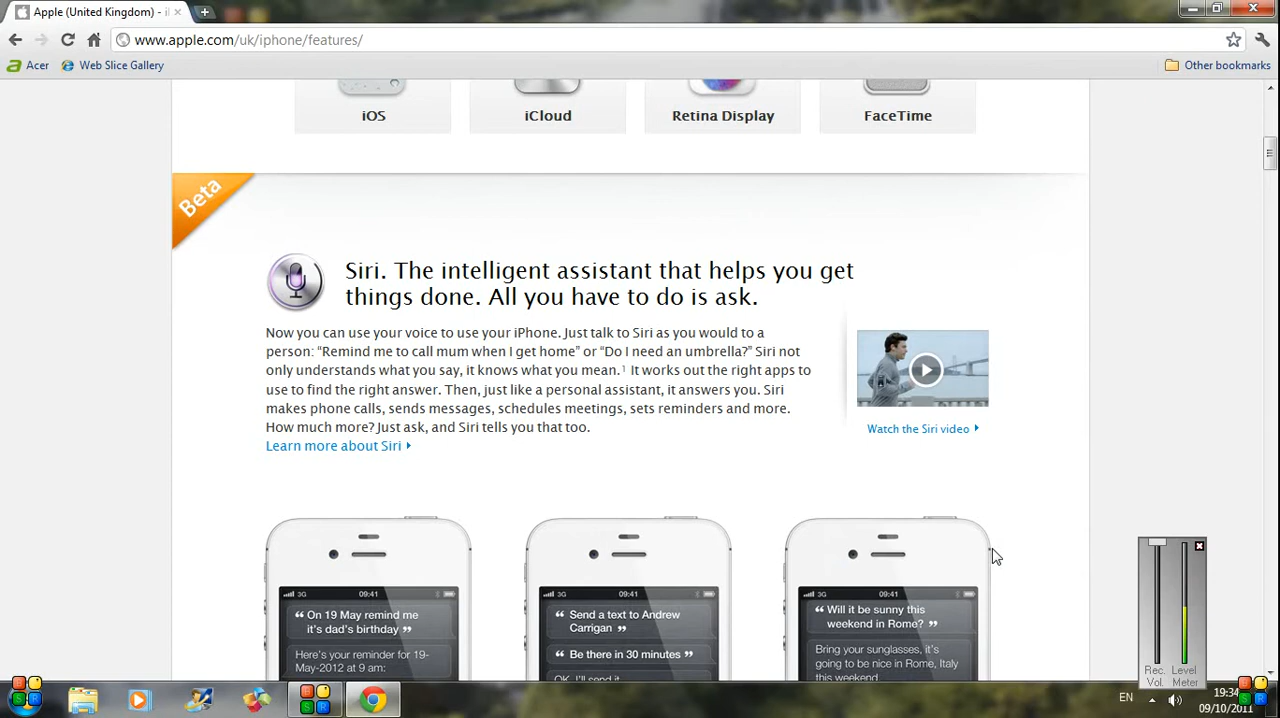 Apple (United Kingdom) - i
www.apple.com/uk/iphone/features/
Acer
Web Slice Gallery
Other bookmarks
iOS
iCloud
Retina Display
FaceTime
Beta
Siri. The intelligent assistant that helps you get
things done. All you have to do is ask.
Now you can use your voice to use your iPhone. Just talk to Siri as you would to a
person: “Remind me to call mum when I get home” or “Do I need an umbrella?” Siri not
only understands what you say, it knows what you mean.¹ It works out the right apps to
use to find the right answer. Then, just like a personal assistant, it answers you. Siri
makes phone calls, sends messages, schedules meetings, sets reminders and more.
How much more? Just ask, and Siri tells you that too.
Learn more about Siri
Watch the Siri video
3G 09:41
“ On 19 May remind me
it's dad's birthday ”
Here's your reminder for 19-
May-2012 at 9 am:
3G 09:41
“ Send a text to Andrew
Carrigan ”
“ Be there in 30 minutes ”
OK, I'll send it
3G 09:41
“ Will it be sunny this
weekend in Rome? ”
Bring your sunglasses, it's
going to be nice in Rome, Italy
this weekend.
Rec. Level
Vol. Meter
C B
S R
C B
S R
EN
19:34
09/10/2011